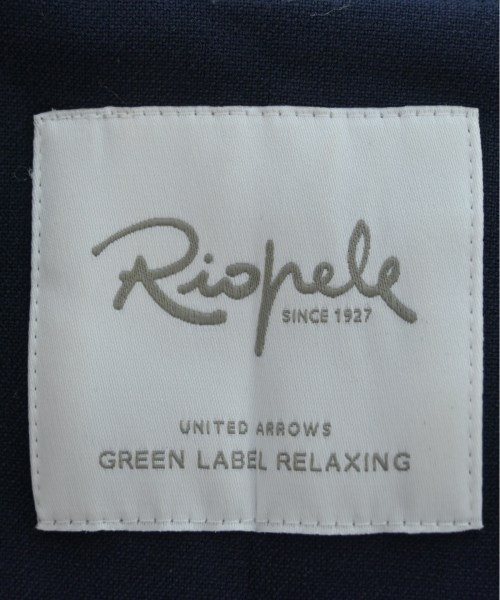 Riopele
SINCE 1927
UNITED ARROWS
GREEN LABEL RELAXING